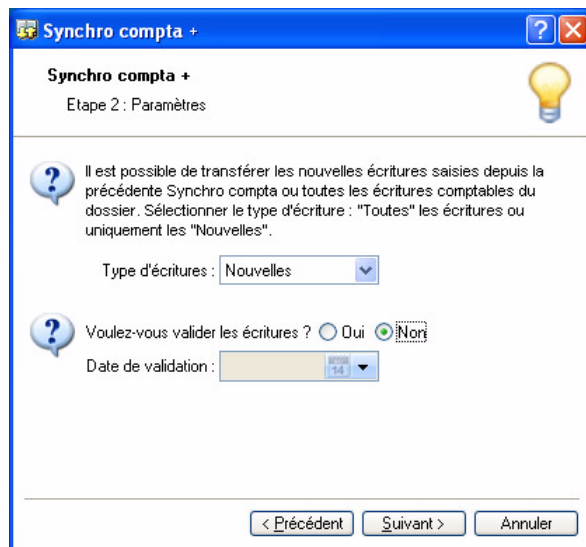 Synchro compta +
Synchro compta +
Etape 2 : Paramètres
Il est possible de transférer les nouvelles écritures saisies depuis la
précédente Synchro compta ou toutes les écritures comptables du
dossier. Sélectionner le type d'écriture : "Toutes" les écritures ou
uniquement les "Nouvelles".
Type d'écritures : Nouvelles
Voulez-vous valider les écritures ? Oui Non
Date de validation : 14
< Précédent Suivant > Annuler